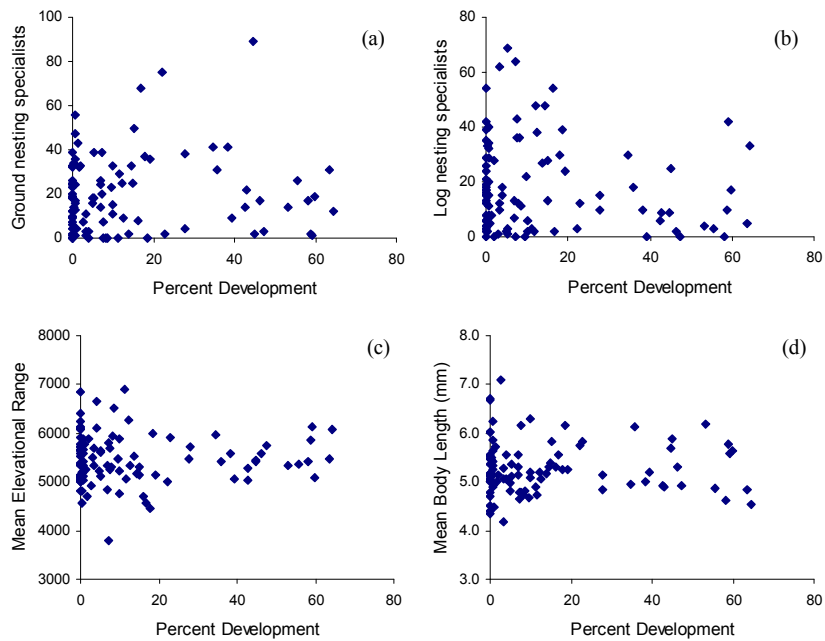 100
80
60
40
20
0
Ground nesting specialists
(a)
0 20 40 60 80
Percent Development
80
60
40
20
0
Log nesting specialists
(b)
0 20 40 60 80
Percent Development
8000
7000
6000
5000
4000
3000
Mean Elevational Range
(c)
0 20 40 60 80
Percent Development
8.0
7.0
6.0
5.0
4.0
3.0
Mean Body Length (mm)
(d)
0 20 40 60 80
Percent Development